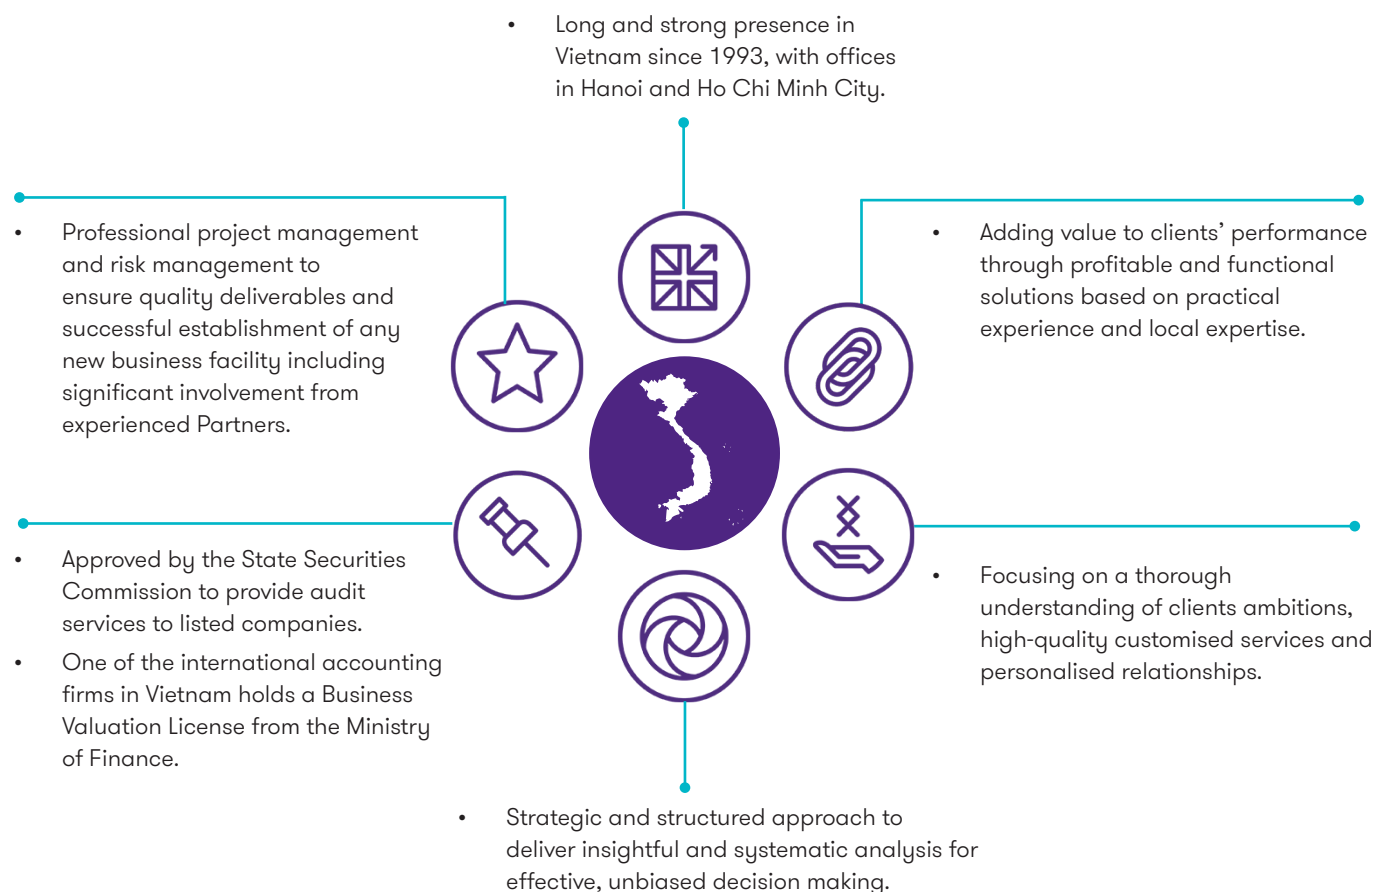 • Long and strong presence in
Vietnam since 1993, with offices
in Hanoi and Ho Chi Minh City.
• Professional project management
and risk management to
ensure quality deliverables and
successful establishment of any
new business facility including
significant involvement from
experienced Partners.
• Adding value to clients’ performance
through profitable and functional
solutions based on practical
experience and local expertise.
• Approved by the State Securities
Commission to provide audit
services to listed companies.
• One of the international accounting
firms in Vietnam holds a Business
Valuation License from the Ministry
of Finance.
• Focusing on a thorough
understanding of clients ambitions,
high-quality customised services and
personalised relationships.
• Strategic and structured approach to
deliver insightful and systematic analysis for
effective, unbiased decision making.